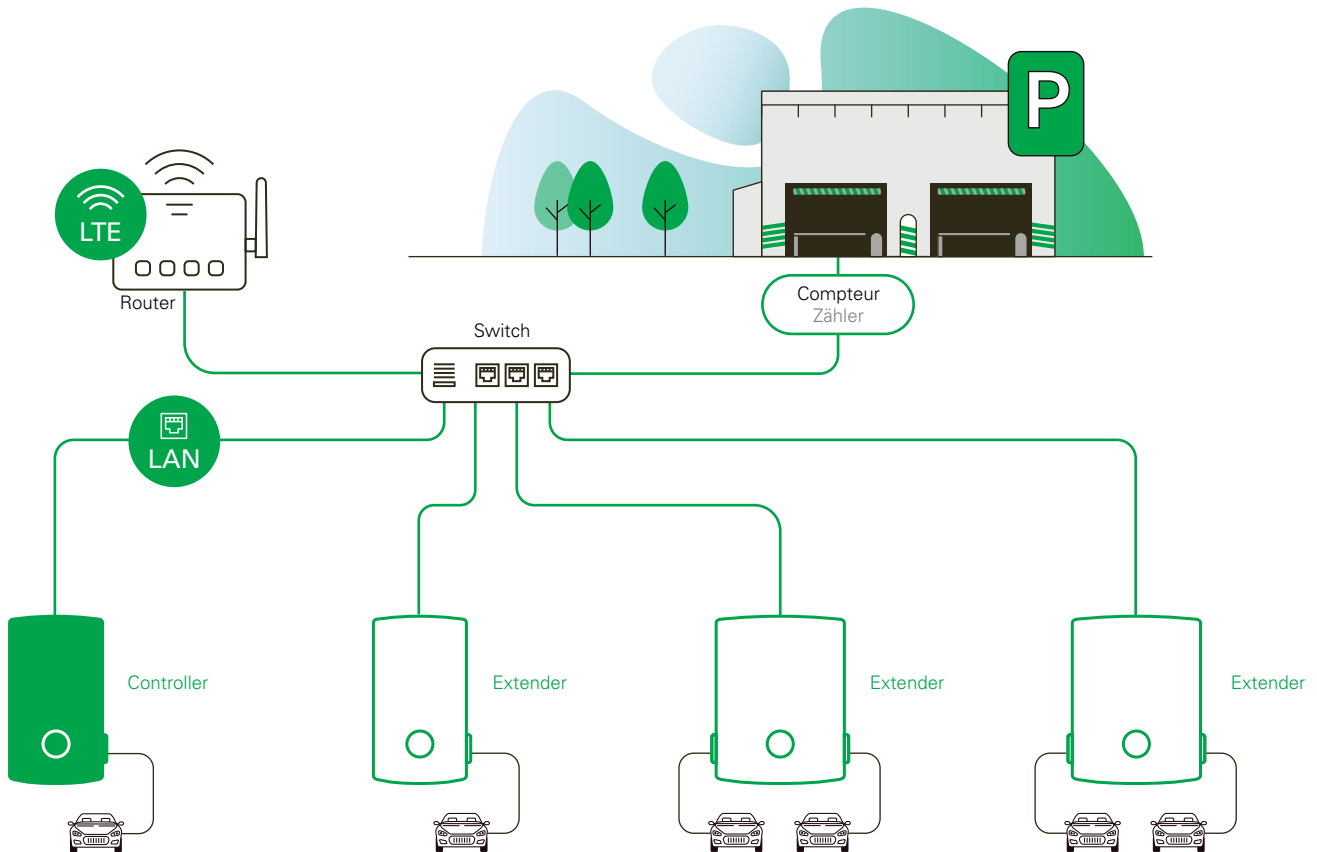 P
LTE
Router
Compteur
Zähler
Switch
LAN
Controller
Extender
Extender
Extender